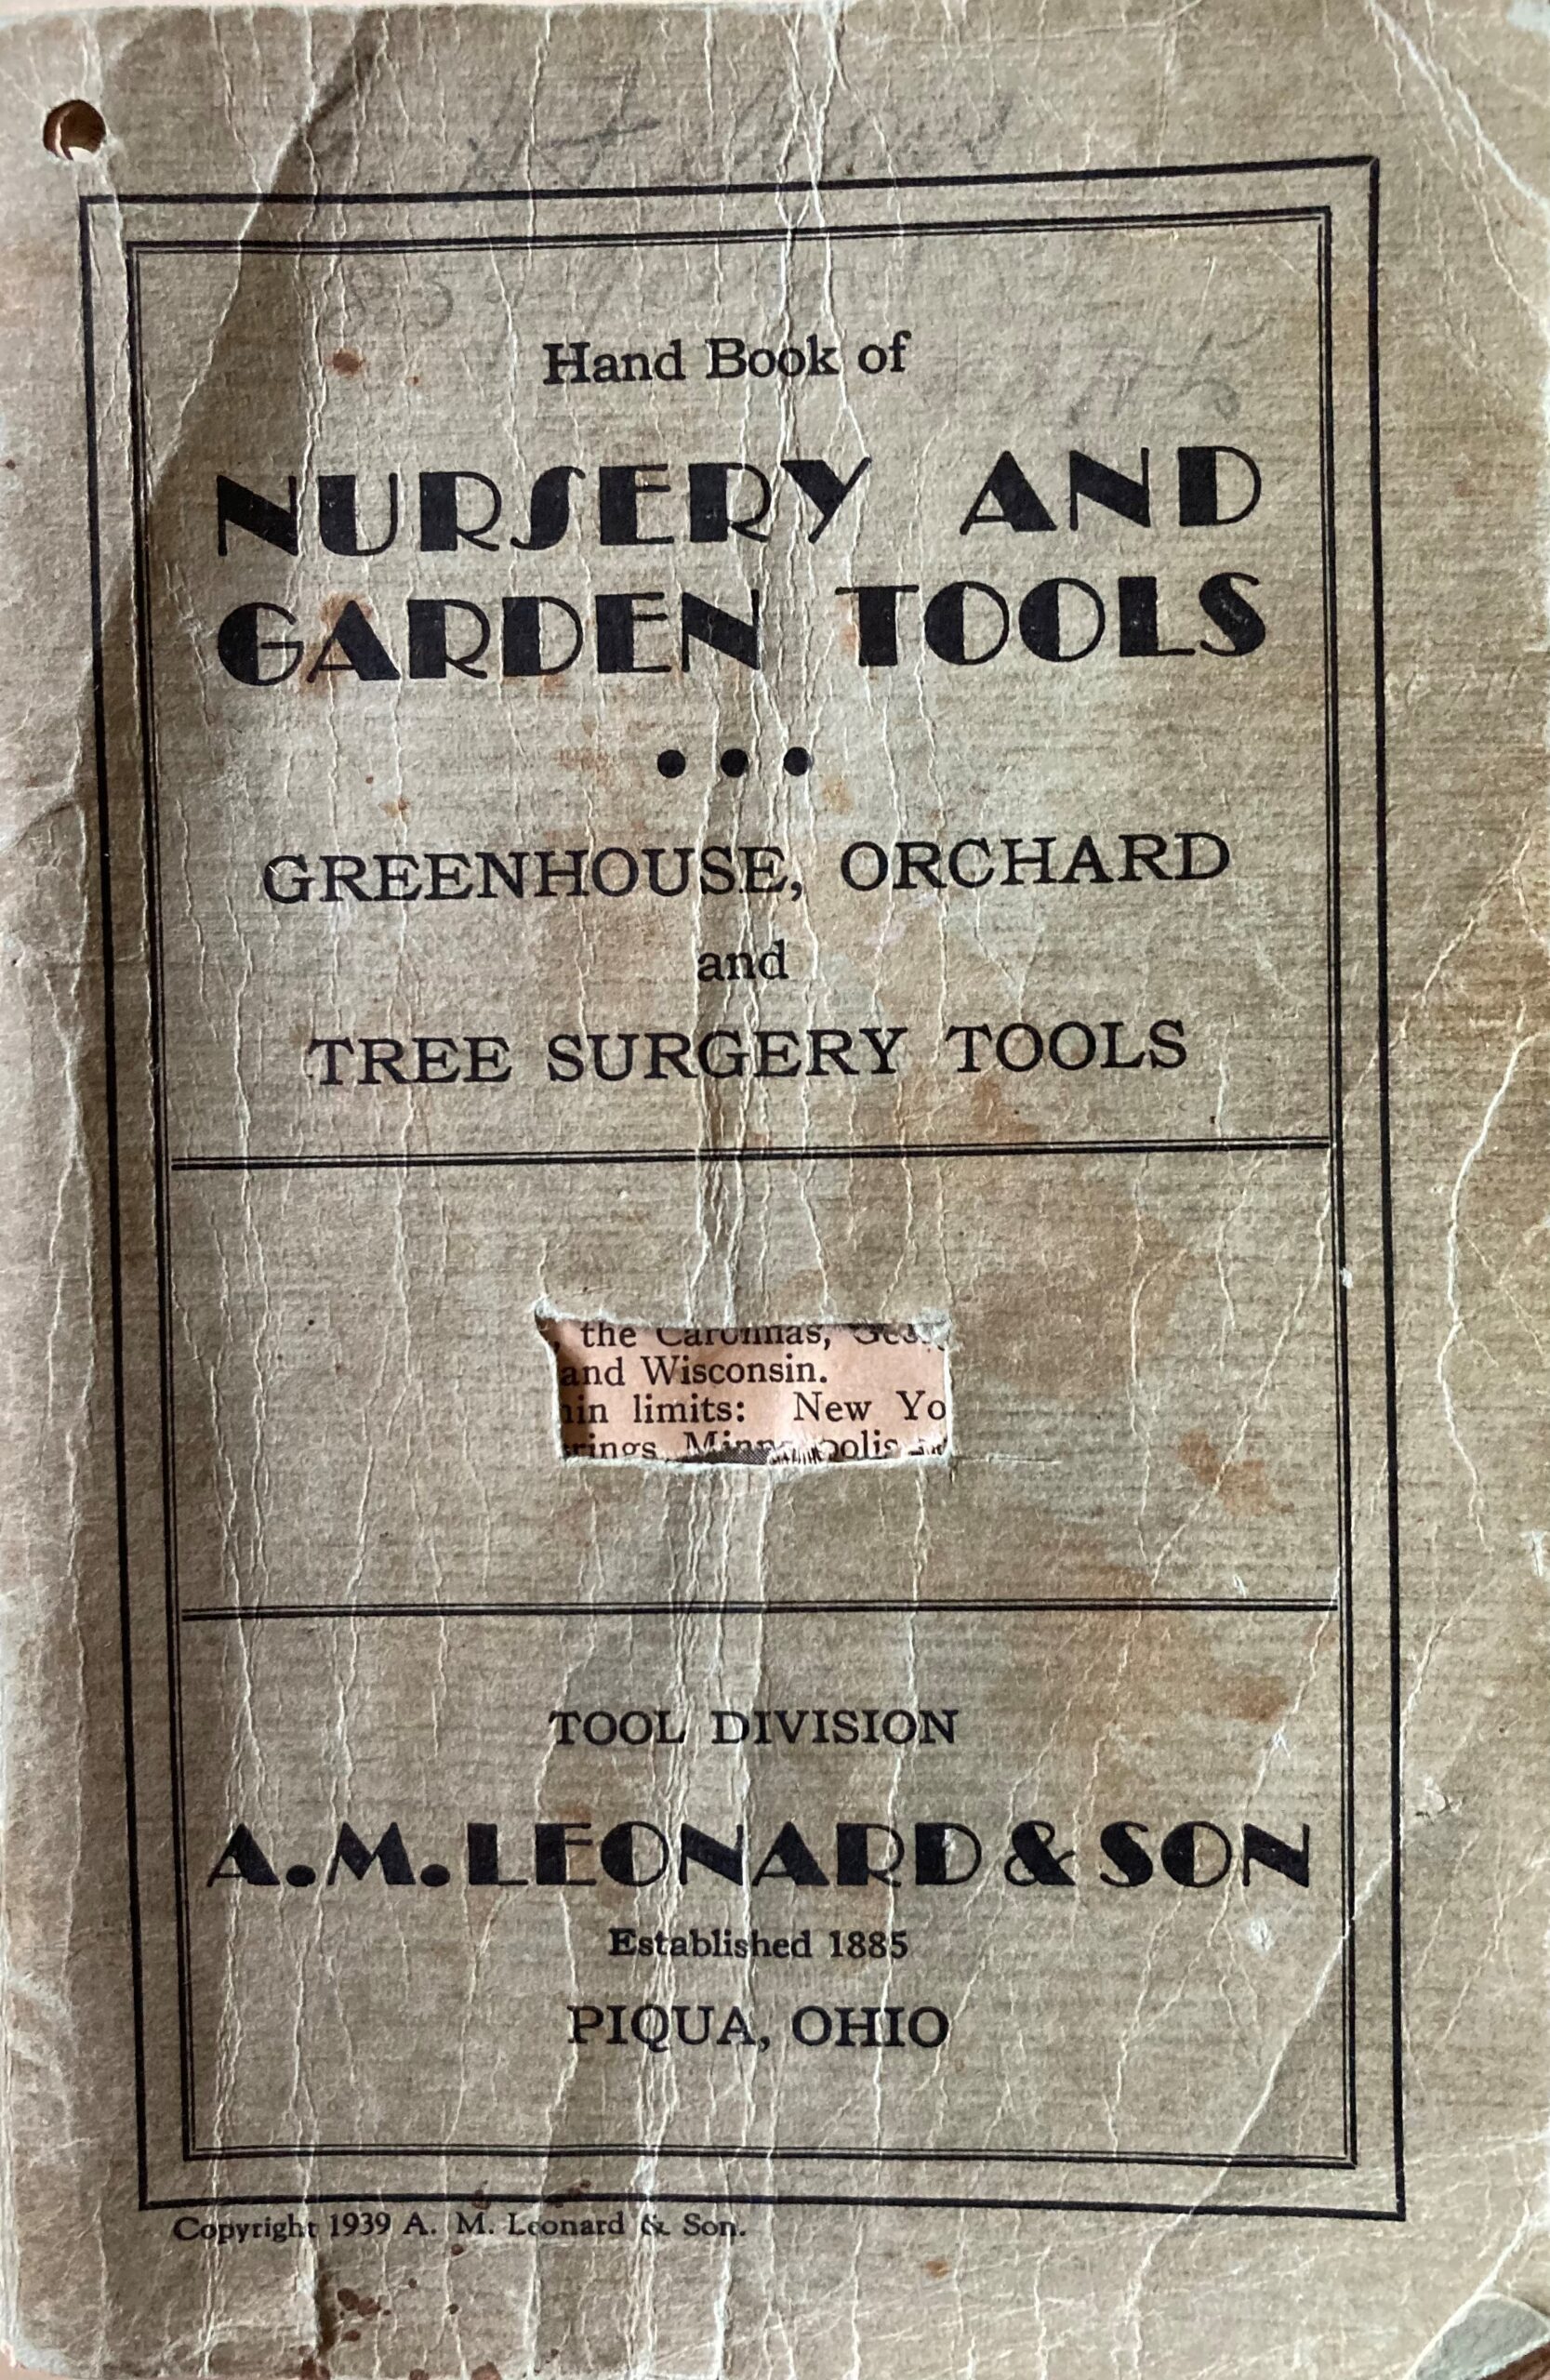 Hand Book of
NURSERY AND
GARDEN TOOLS
• • •
GREENHOUSE, ORCHARD
and
TREE SURGERY TOOLS
the Carolinas,
and Wisconsin.
limits: New Yo
TOOL DIVISION
A. M. LEONARD & SON
Established 1885
PIQUA, OHIO
Copyright 1939 A. M. Leonard & Son.